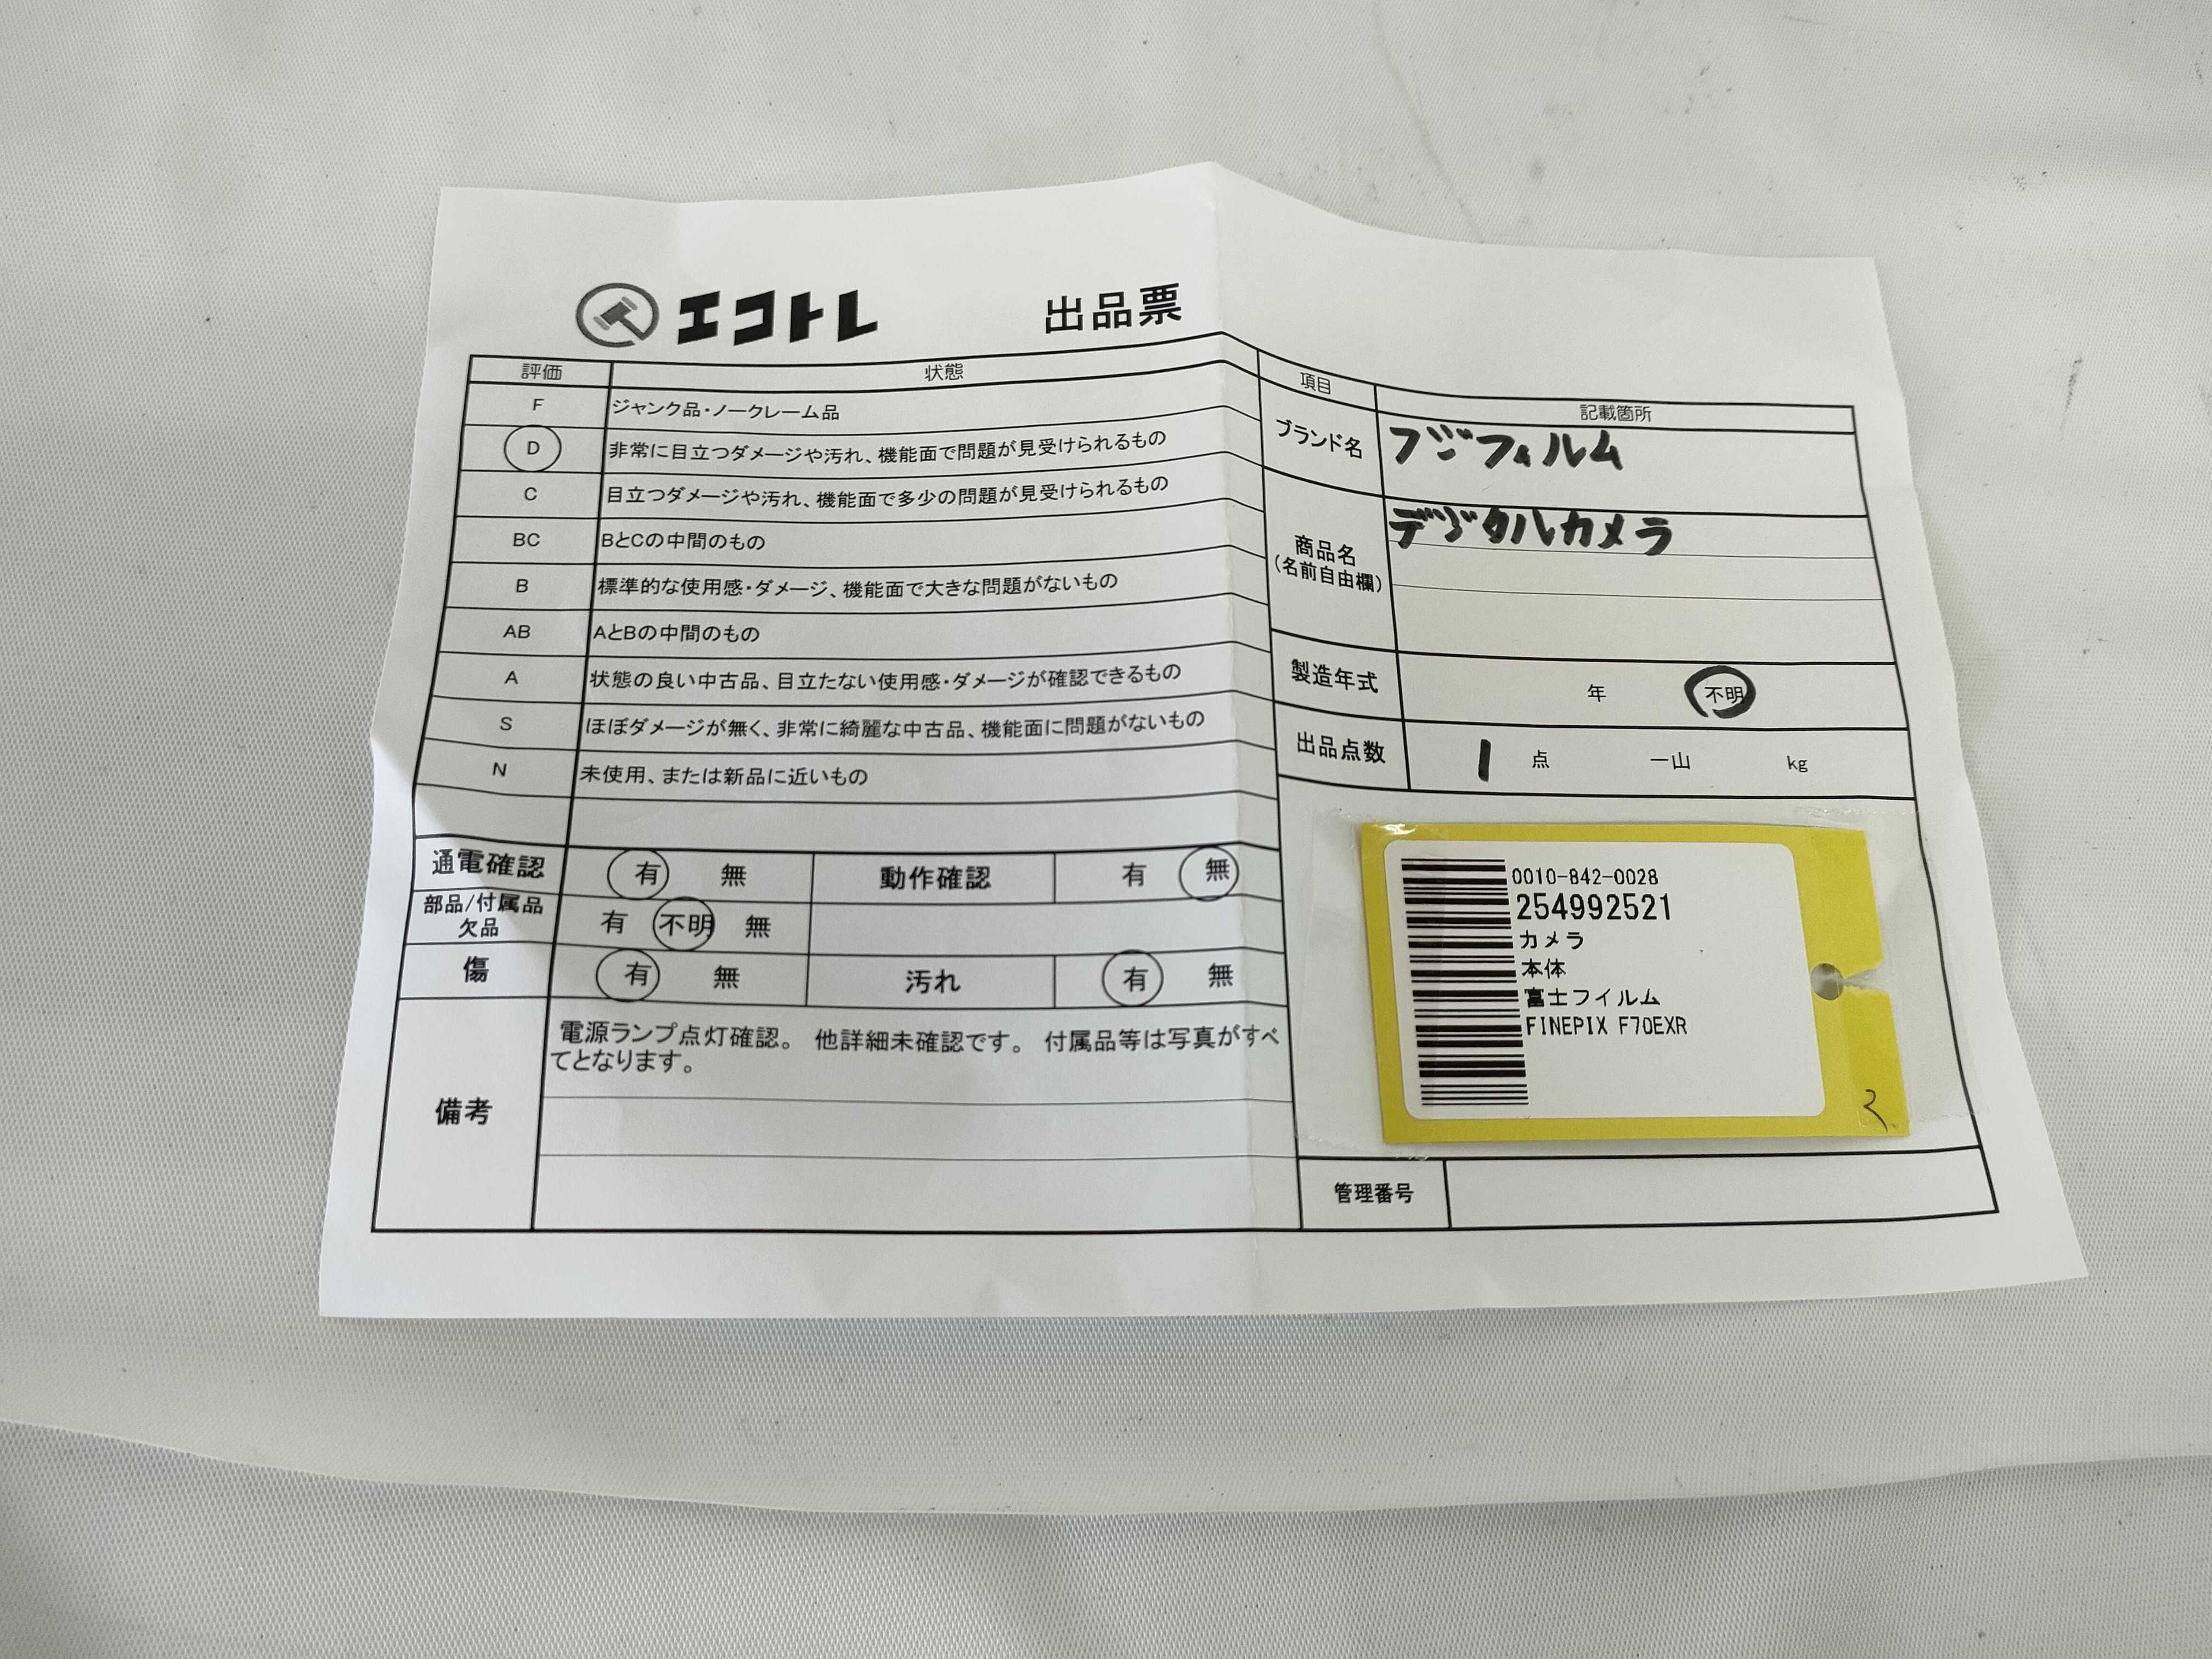 エコトレ 出品票
評価 状態
F ジャンク品・ノークレーム品
D 非常に目立つダメージや汚れ、機能面で問題が見受けられるもの
C 目立つダメージや汚れ、機能面で多少の問題が見受けられるもの
BC BとCの中間のもの
B 標準的な使用感・ダメージ、機能面で大きな問題がないもの
AB AとBの中間のもの
A 状態の良い中古品、目立たない使用感・ダメージが確認できるもの
S ほぼダメージが無く、非常に綺麗な中古品、機能面に問題がないもの
N 未使用、または新品に近いもの
通電確認 有 無 動作確認 有 無
部品/付属品
欠品
有 不明 無
傷 有 無 汚れ 有 無
備考
電源ランプ点灯確認。 他詳細未確認です。 付属品等は写真がすべ
てとなります。
項目 記載箇所
ブランド名 フジフィルム
商品名
(名前自由欄)
デジタルカメラ
製造年式 年 不明
出品点数 1 点 一山 kg
0010-842-0028
254992521
カメラ
本体
富士フイルム
FINEPIX F70EXR
管理番号